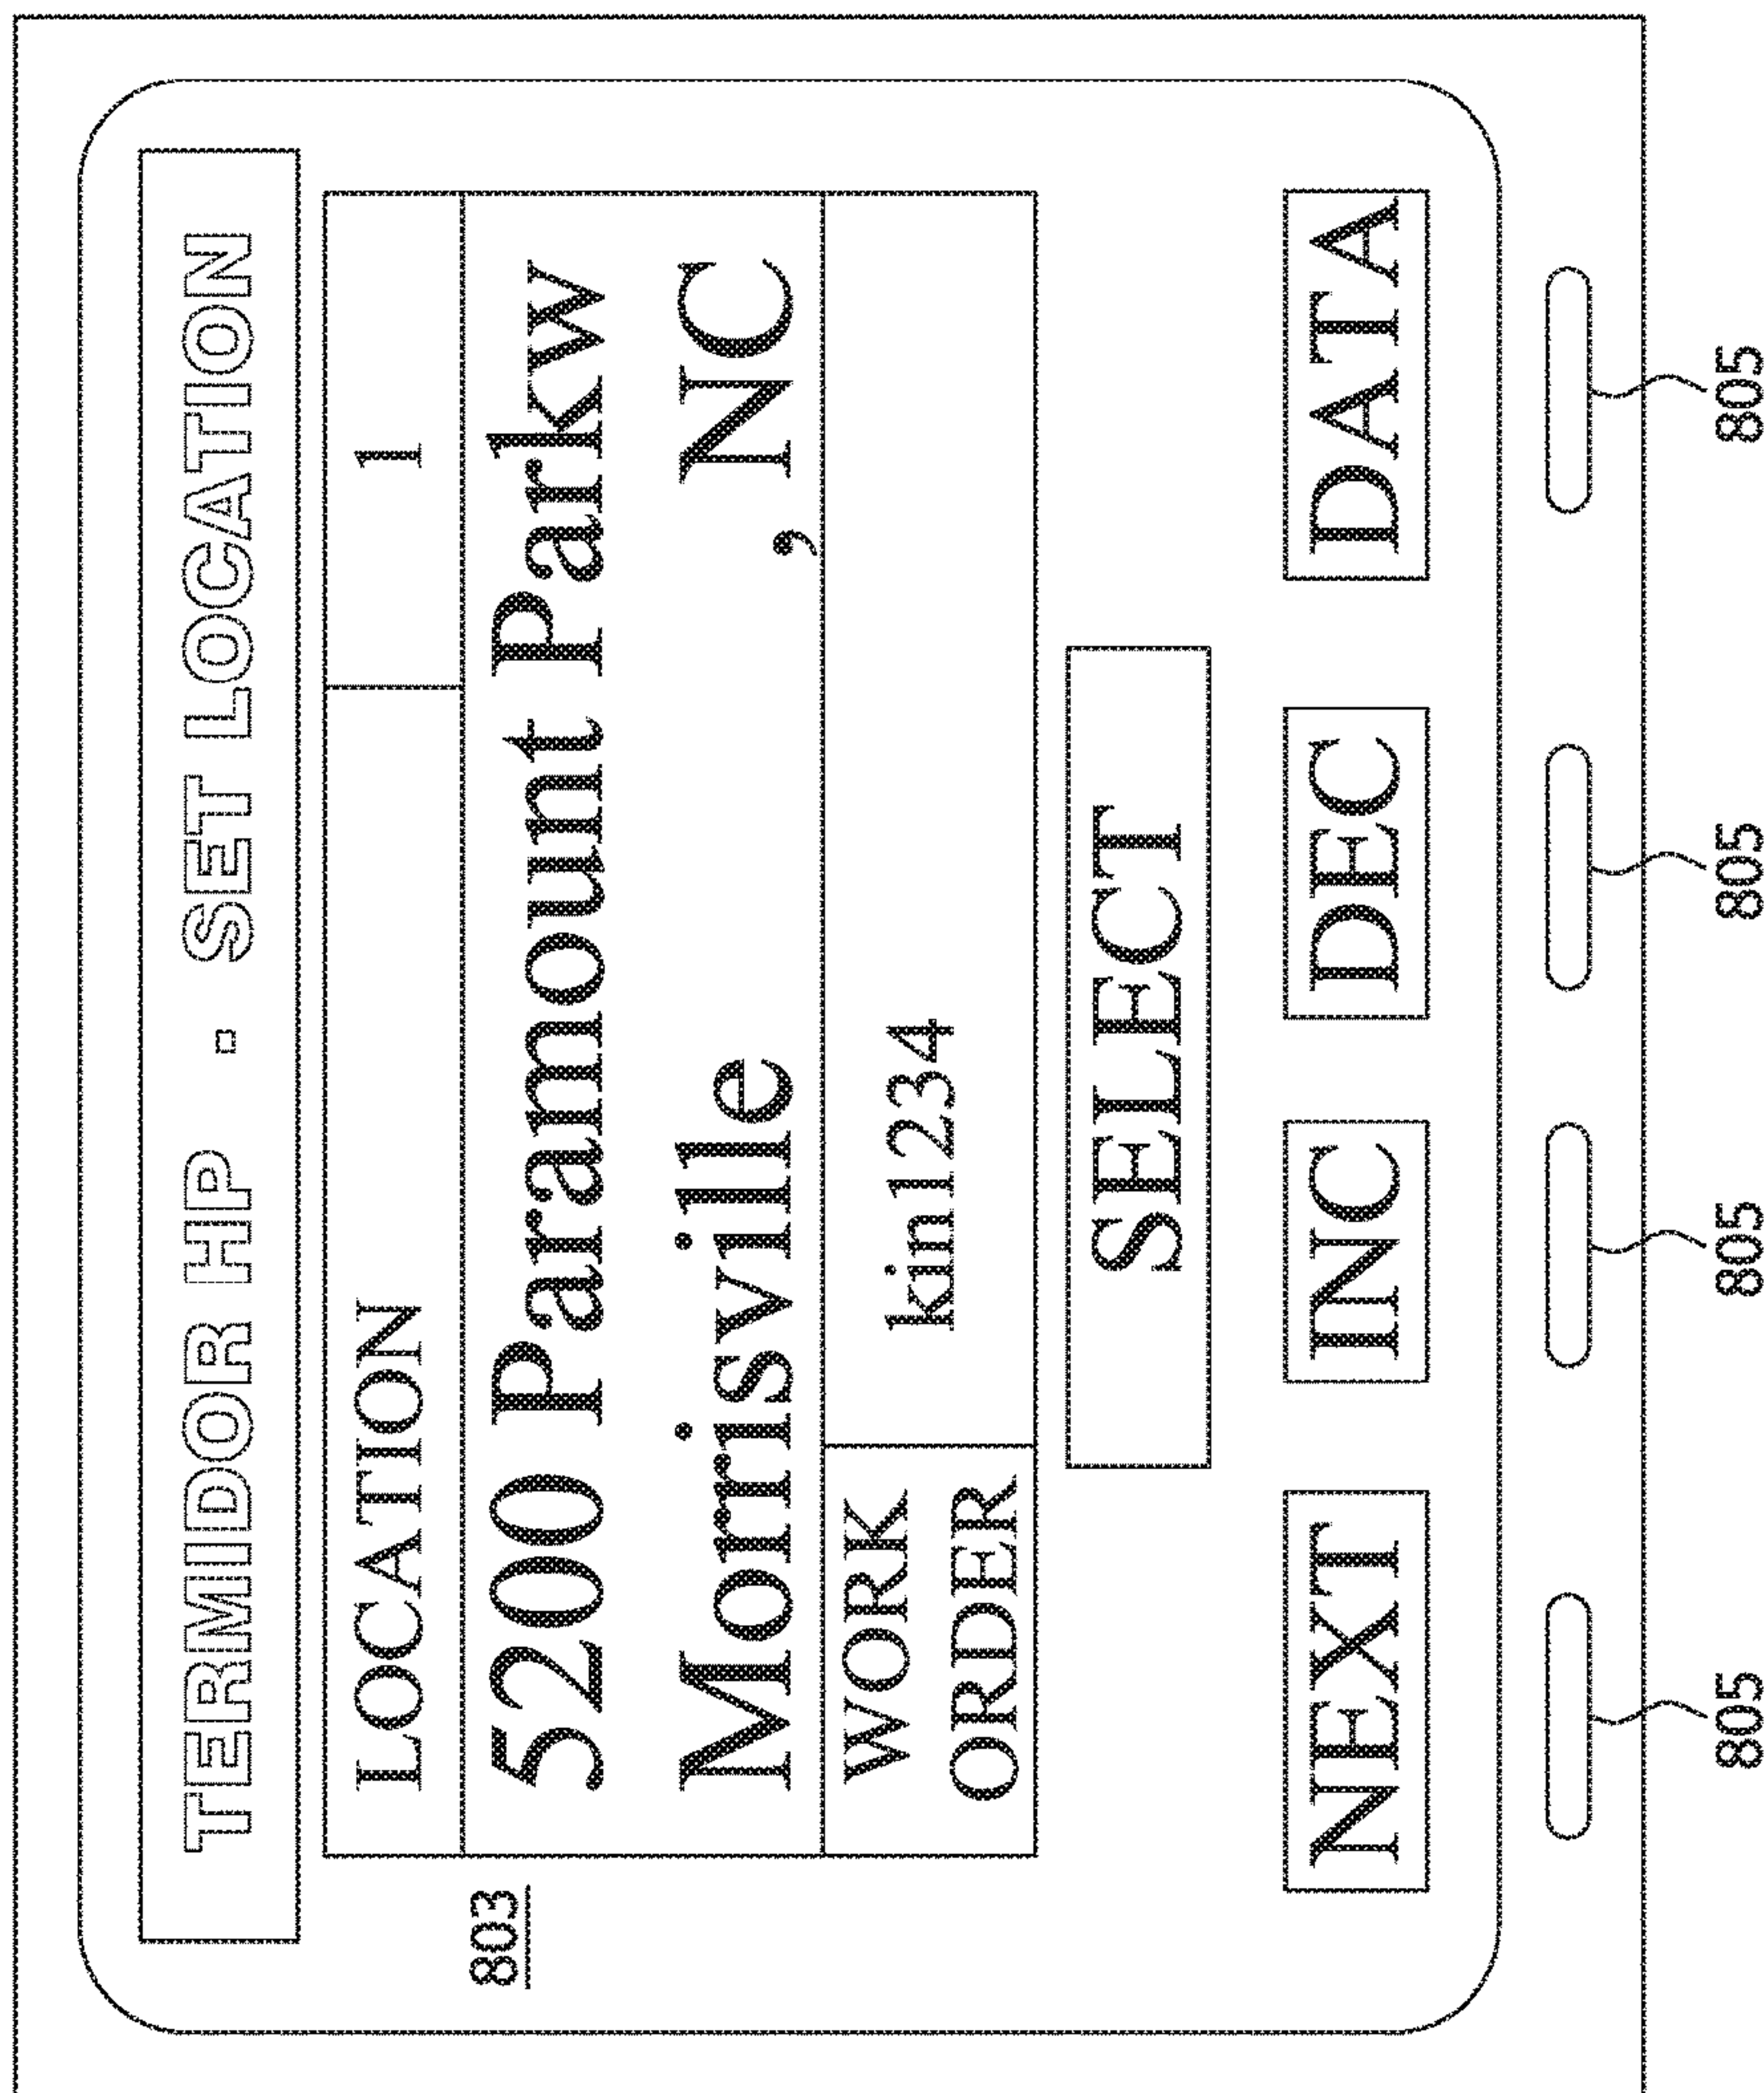 TERMIDOR HP - SET LOCATION
LOCATION 1
5200 Paramount Parkw
Morrisville , NC
WORK
ORDER
kin1234
803
SELECT
NEXT INC DEC DATA
805 805 805 805